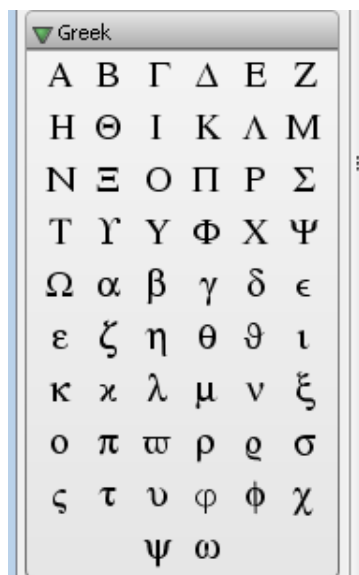 Greek
Α Β Γ Δ Ε Ζ
Η Θ Ι Κ Λ Μ
Ν Ξ Ο Π Ρ Σ
Τ ϒ Υ Φ Χ Ψ
Ω α β γ δ ϵ
ε ζ η θ ϑ ι
κ ϰ λ μ ν ξ
ο π ϖ ρ ϱ σ
ς τ υ φ ϕ χ
ψ ω